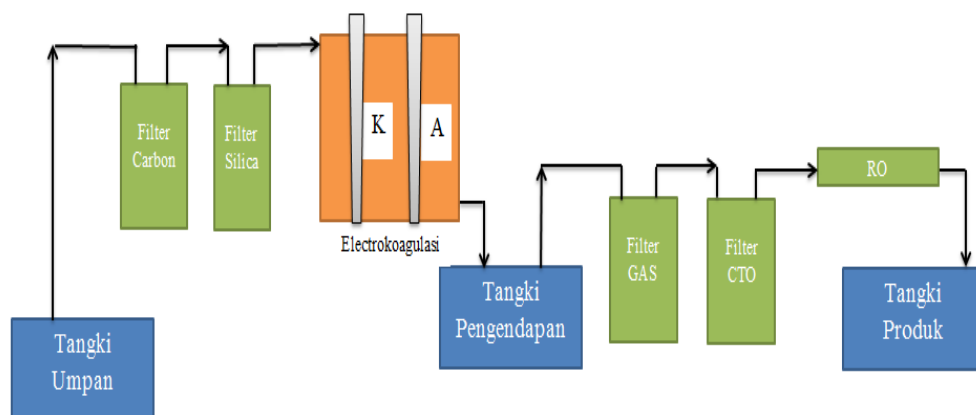 Tangki
Umpan
Filter
Carbon
Filter
Silica
K
A
Electrokoagulasi
Tangki
Pengendapan
Filter
GAS
Filter
CTO
RO
Tangki
Produk